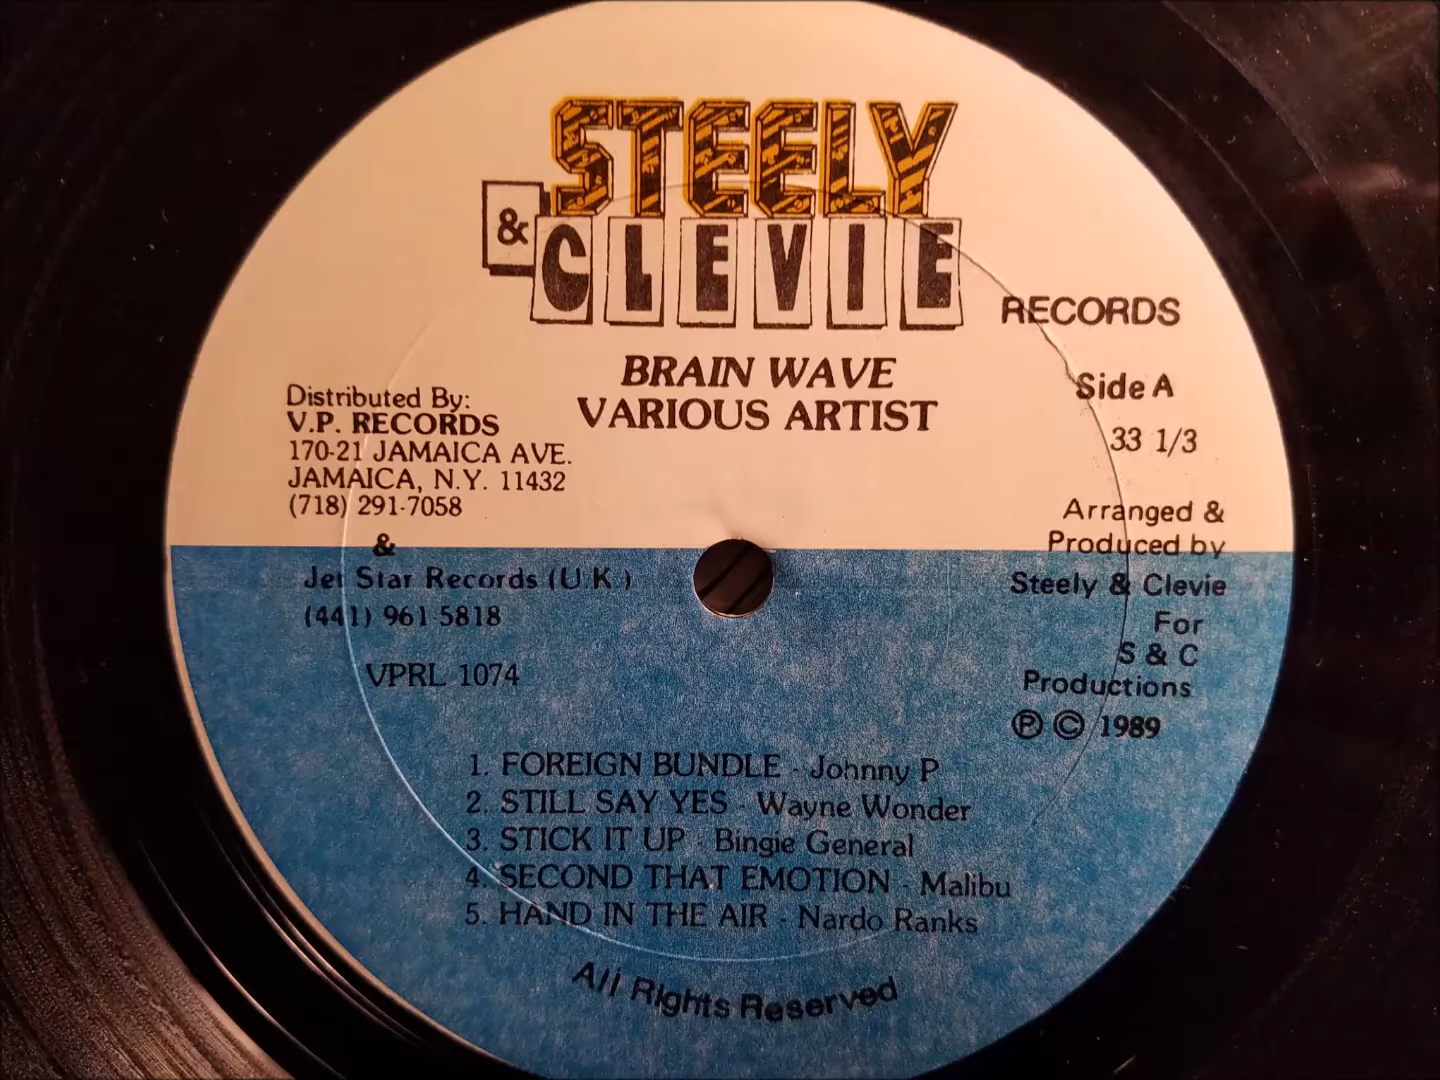 STEELY
& CLEVIE
RECORDS
BRAIN WAVE
VARIOUS ARTIST
Side A
33 1/3
Distributed By:
V.P. RECORDS
170-21 JAMAICA AVE.
JAMAICA, N.Y. 11432
(718) 291-7058
&
Jet Star Records (U K )
(441) 961 5818
VPRL 1074
Arranged &
Produced by
Steely & Clevie
For
S & C
Productions
Ⓟ © 1989
1. FOREIGN BUNDLE - Johnny P
2. STILL SAY YES - Wayne Wonder
3. STICK IT UP - Bingie General
4. SECOND THAT EMOTION - Malibu
5. HAND IN THE AIR - Nardo Ranks
All Rights Reserved